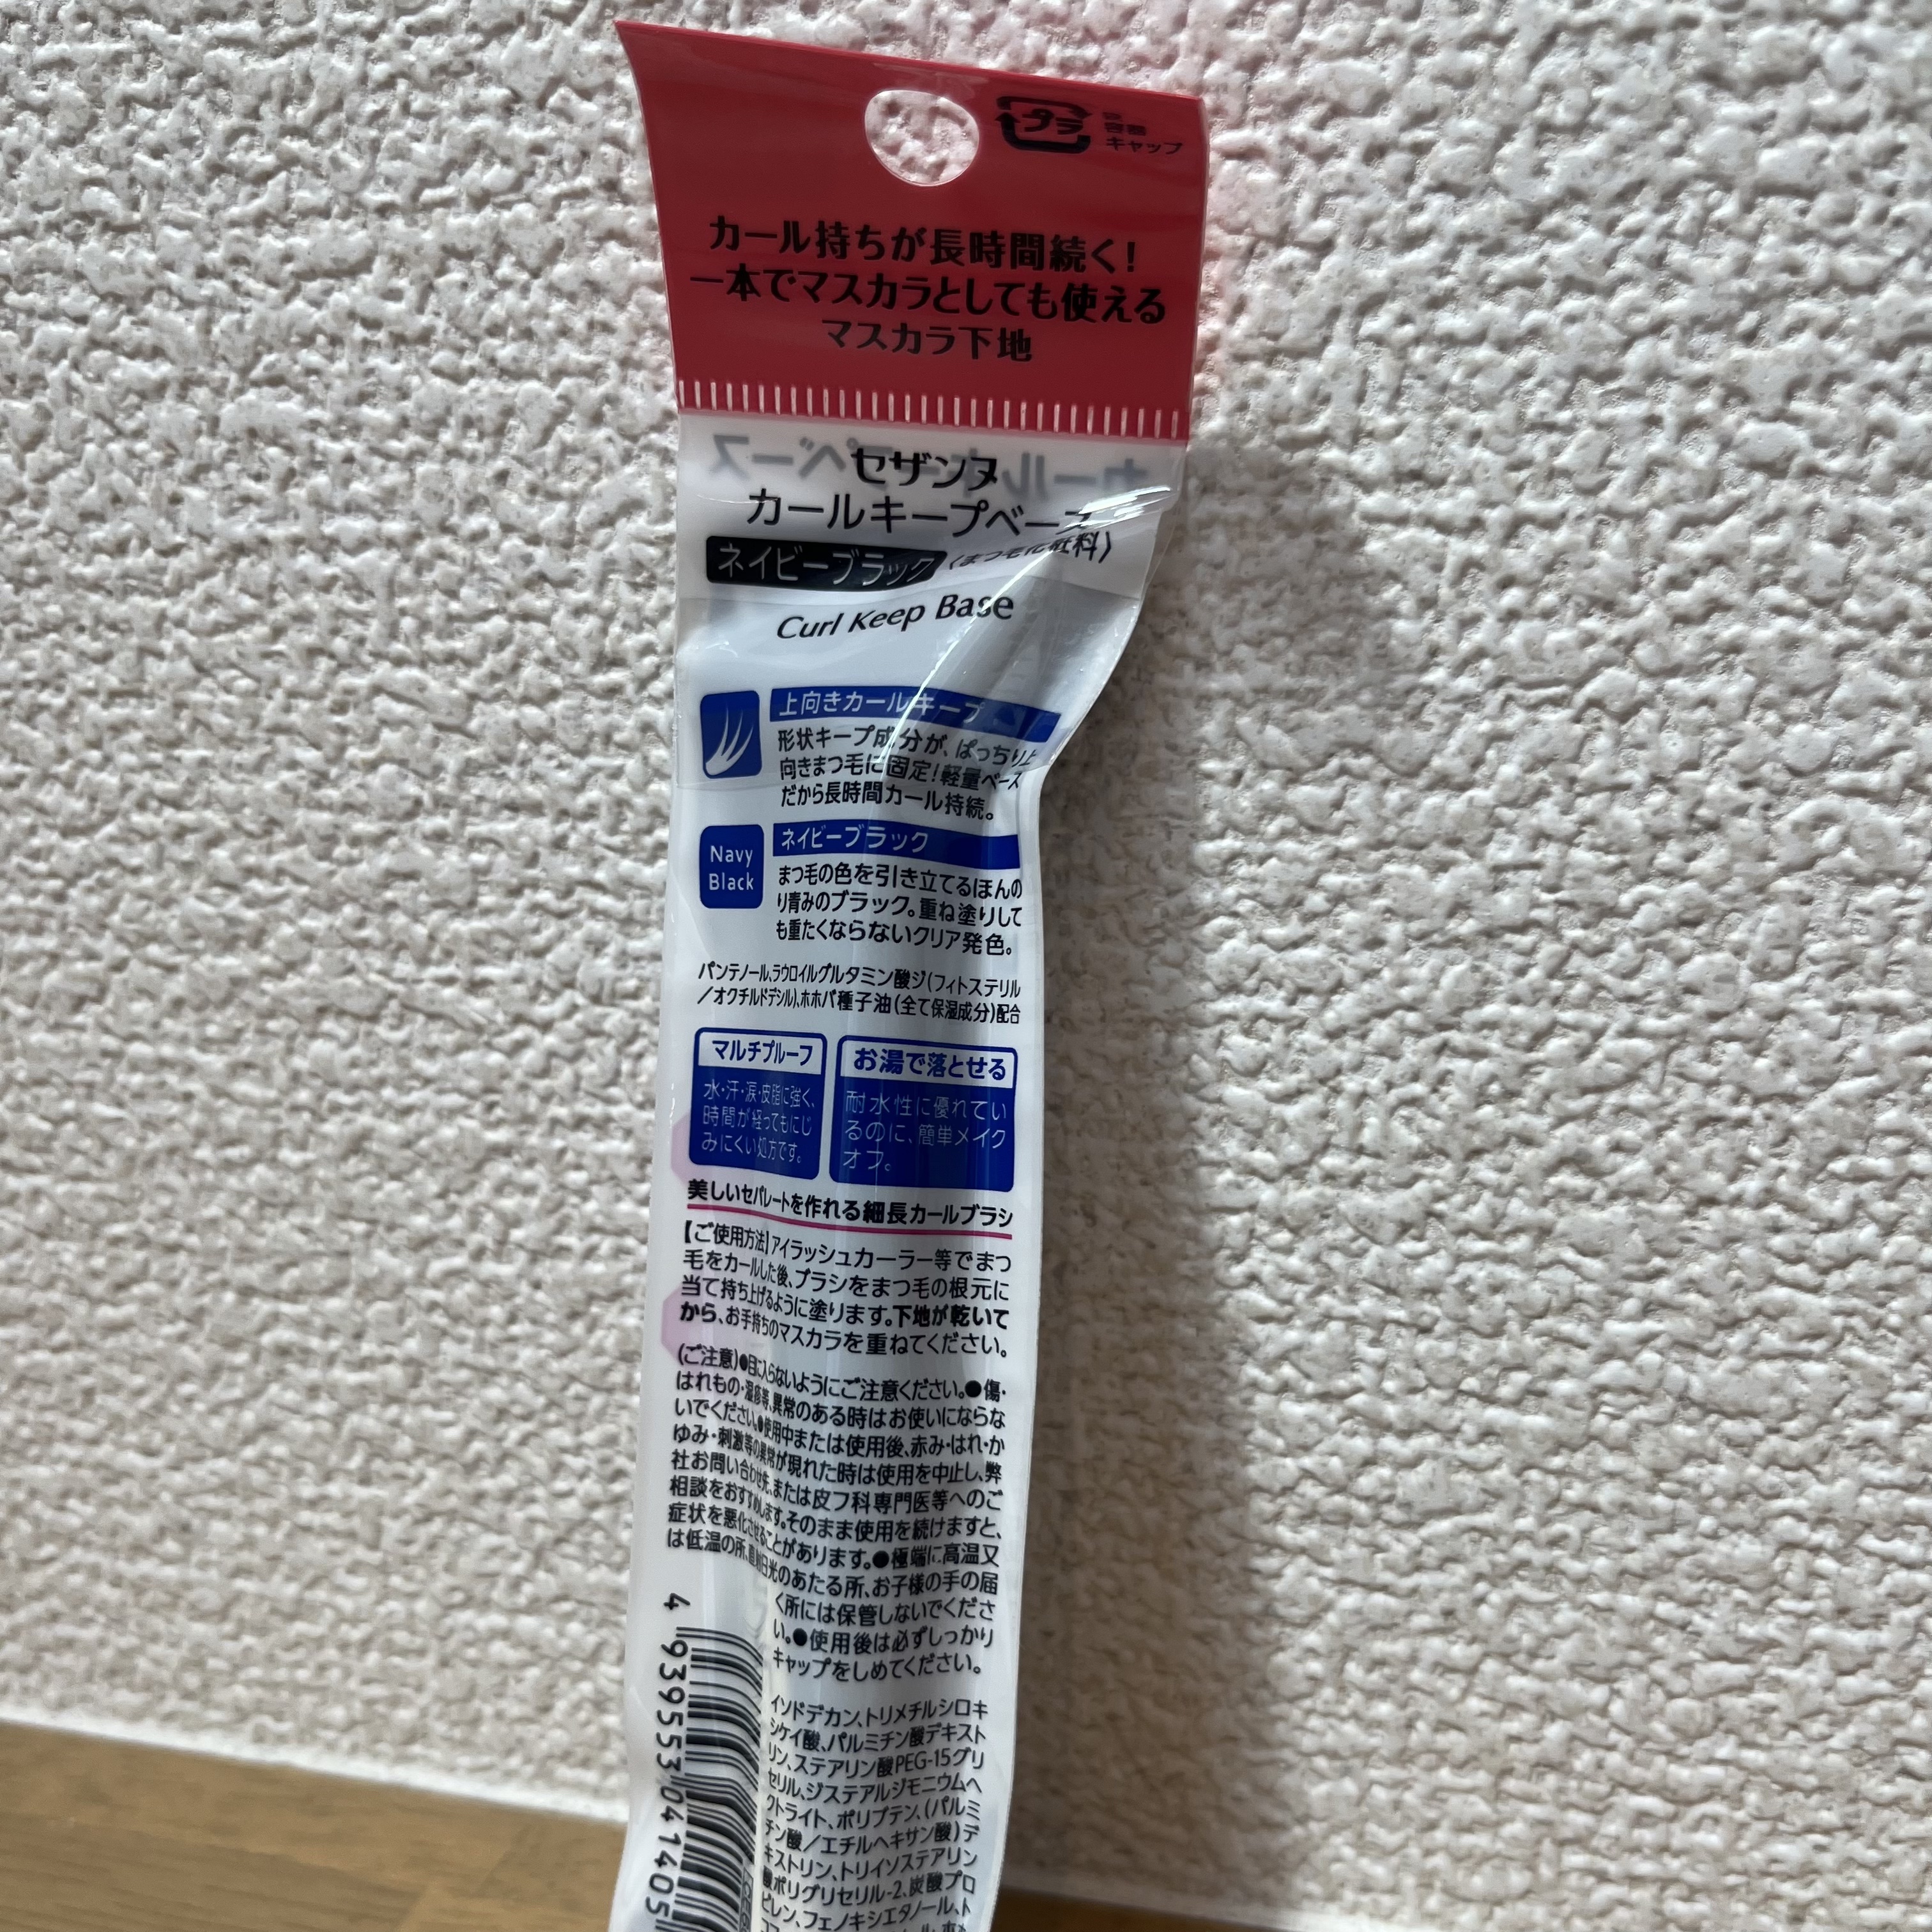 プラ
容器
キャップ
カール持ちが長時間続く!
一本でマスカラとしても使える
マスカラ下地
セザンヌ
カールキープベース
ネイビーブラック 〈まつ毛化粧料〉
Curl Keep Base
上向きカールキープ
形状キープ成分が、ぱっちり上
向きまつ毛に固定!軽量ベース
だから長時間カール持続。
Navy
Black
ネイビーブラック
まつ毛の色を引き立てるほんの
り青みのブラック。重ね塗りして
も重たくならないクリア発色。
パンテノール、ラウロイルグルタミン酸ジ(フィトステリル
/オクチルドデシル)、ホホバ種子油(全て保湿成分)配合
マルチプルーフ
水・汗・涙・皮脂に強く、
時間が経ってもにじ
みにくい処方です。
お湯で落とせる
耐水性に優れてい
るのに、簡単メイク
オフ。
美しいセパレートを作れる細長カールブラシ
【ご使用方法】アイラッシュカーラー等でまつ
毛をカールした後、ブラシをまつ毛の根元に
当て持ち上げるように塗ります。下地が乾いて
から、お手持ちのマスカラを重ねてください。
(ご注意)●目に入らないようにご注意ください。●傷・
はれもの・湿疹等、異常のある時はお使いにならな
いでください。●使用中または使用後、赤み・はれ・か
ゆみ・刺激等の異常が現れた時は使用を中止し、弊
社お問い合わせ先、または皮フ科専門医等へのご
相談をおすすめします。そのまま使用を続けますと、
症状を悪化させることがあります。●極端に高温又
は低温の所、直射日光のあたる所、お子様の手の届
く所には保管しないでくださ
い。●使用後は必ずしっかり
キャップをしめてください。
4 939553 041405
イソドデカン、トリメチルシロキ
シケイ酸、パルミチン酸デキスト
リン、ステアリン酸PEG-15グリ
セリル、ジステアルジモニウムヘ
クトライト、ポリブテン、(パルミ
チン酸/エチルヘキサン酸)デ
キストリン、トリイソステアリン
酸ポリグリセリル-2、炭酸プロ
ピレン、フェノキシエタノール、ト